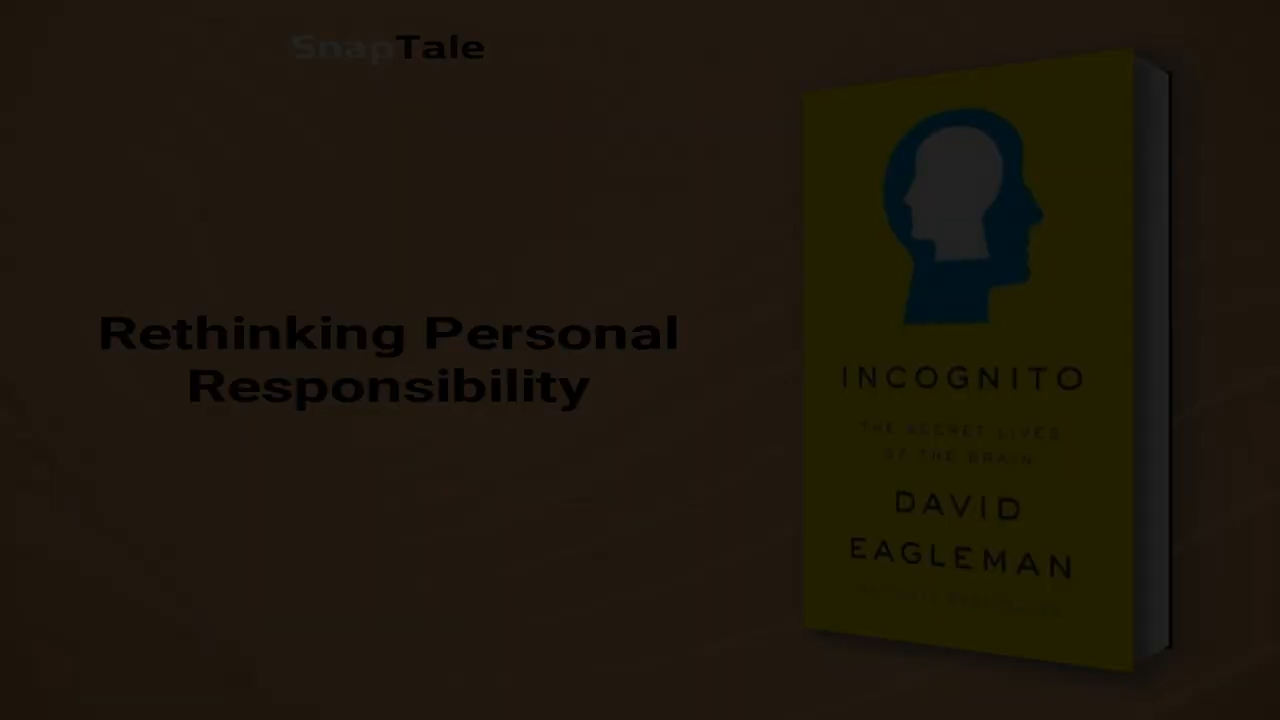 SnapTale
Rethinking Personal
Responsibility
INCOGNITO
THE SECRET LIVES
OF THE BRAIN
DAVID
EAGLEMAN